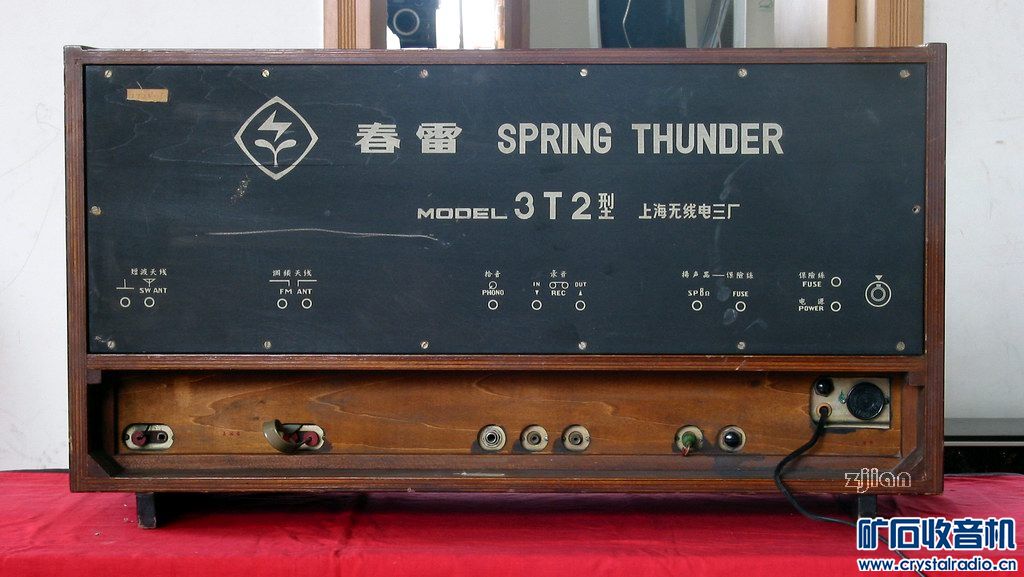 春雷 SPRING THUNDER
MODEL 3T2型 上海无线电三厂
短波天线
SW ANT
调频天线
FM ANT
拾音
PHONO
录音
IN REC OUT
扬声器—保险丝
SP 8Ω FUSE
保险丝
FUSE
电源
POWER
zjjian
矿石收音机
www.crystalradio.cn